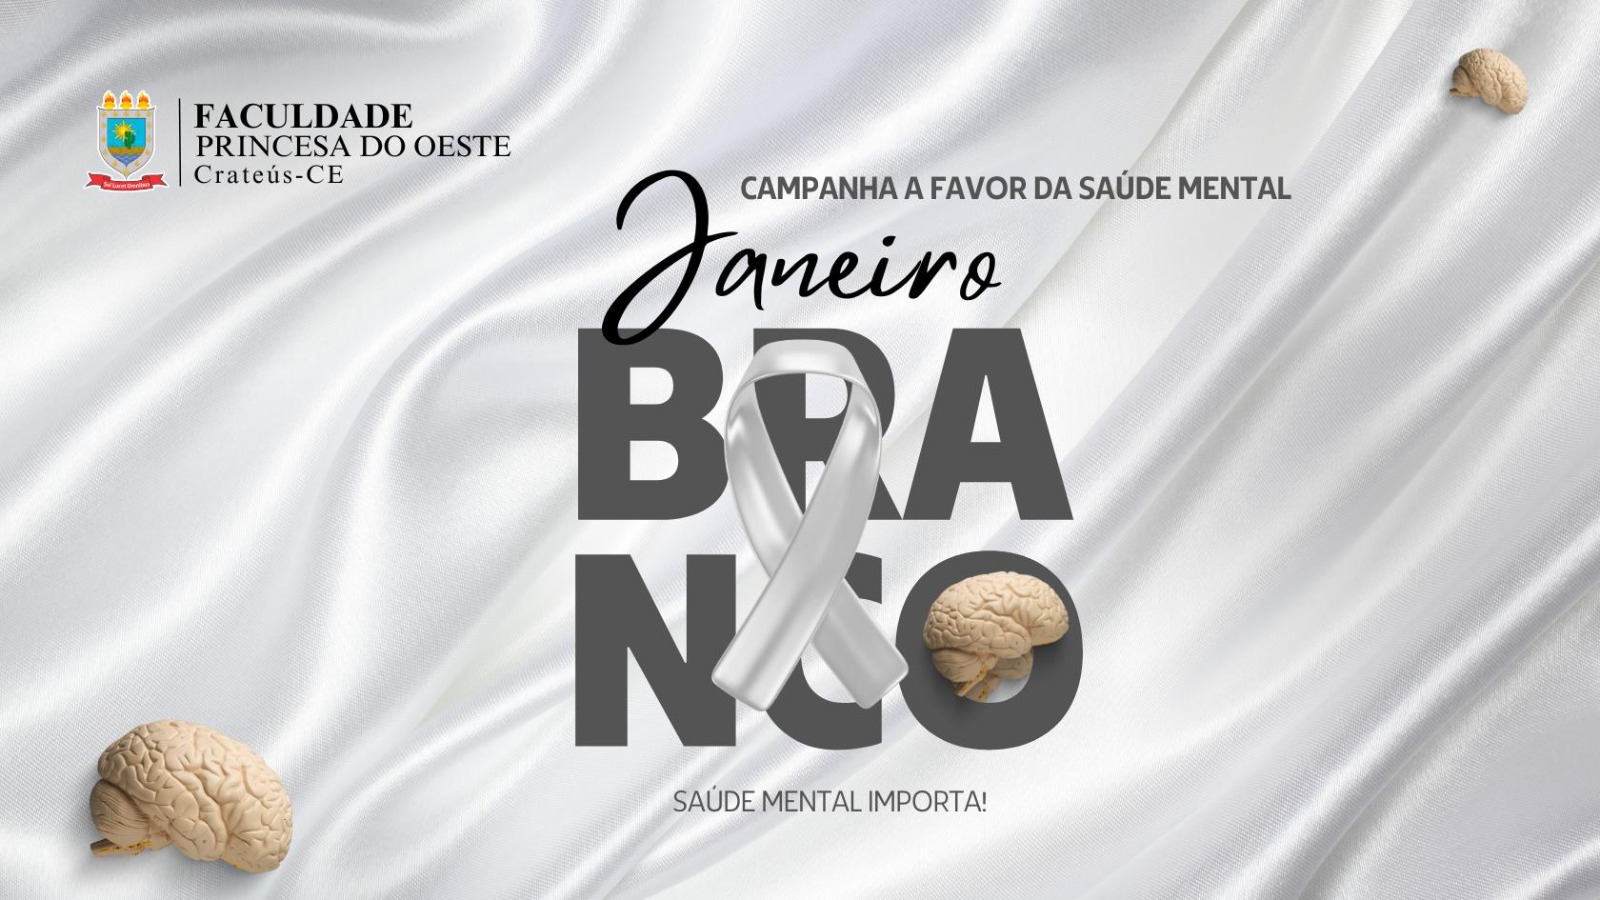 FACULDADE
PRINCESA DO OESTE
Crateús-CE
CAMPANHA A FAVOR DA SAÚDE MENTAL
Janeiro
BRA
NCO
SAÚDE MENTAL IMPORTA!